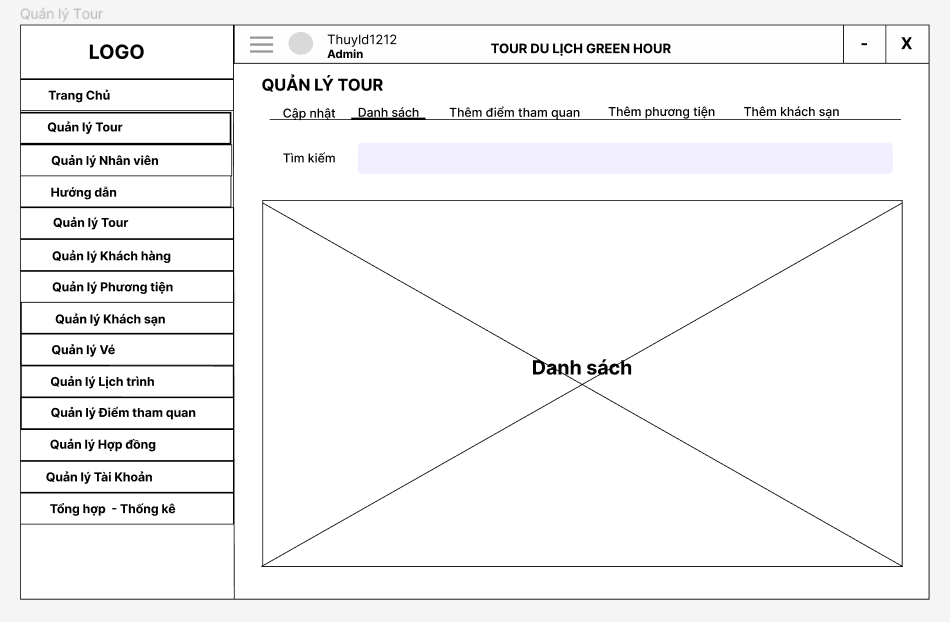 Quản lý Tour
LOGO
Trang Chủ
Quản lý Tour
Quản lý Nhân viên
Hướng dẫn
Quản lý Tour
Quản lý Khách hàng
Quản lý Phương tiện
Quản lý Khách sạn
Quản lý Vé
Quản lý Lịch trình
Quản lý Điểm tham quan
Quản lý Hợp đồng
Quản lý Tài Khoản
Tổng hợp - Thống kê
Thuyld1212
Admin
TOUR DU LỊCH GREEN HOUR
- X
QUẢN LÝ TOUR
Cập nhật Danh sách Thêm điểm tham quan Thêm phương tiện Thêm khách sạn
Tìm kiếm
Danh sách